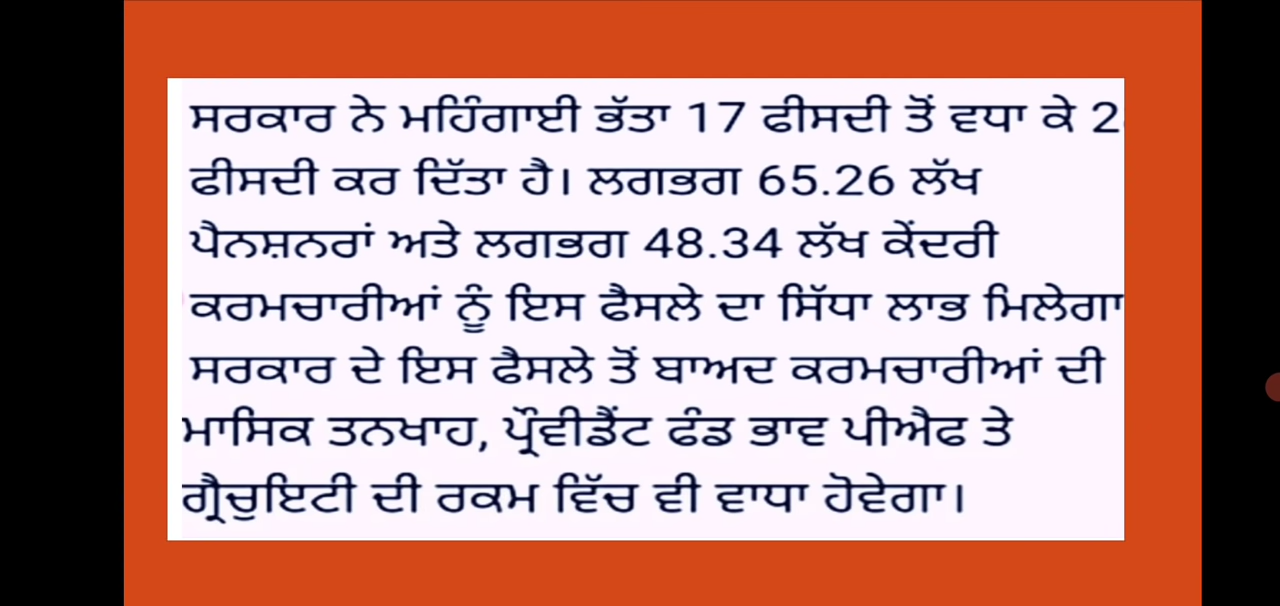 ਸਰਕਾਰ ਨੇ ਮਹਿੰਗਾਈ ਭੱਤਾ 17 ਫੀਸਦੀ ਤੋਂ ਵਧਾ ਕੇ
ਫੀਸਦੀ ਕਰ ਦਿੱਤਾ ਹੈ। ਲਗਭਗ 65.26 ਲੱਖ
ਪੈਨਸ਼ਨਰਾਂ ਅਤੇ ਲਗਭਗ 48.34 ਲੱਖ ਕੇਂਦਰੀ
ਕਰਮਚਾਰੀਆਂ ਨੂੰ ਇਸ ਫੈਸਲੇ ਦਾ ਸਿੱਧਾ ਲਾਭ ਮਿਲੇਗਾ
ਸਰਕਾਰ ਦੇ ਇਸ ਫੈਸਲੇ ਤੋਂ ਬਾਅਦ ਕਰਮਚਾਰੀਆਂ ਦੀ
ਮਾਸਿਕ ਤਨਖਾਹ, ਪ੍ਰੌਵੀਡੈਂਟ ਫੰਡ ਭਾਵ ਪੀਐਫ ਤੇ
ਗ੍ਰੈਚੁਇਟੀ ਦੀ ਰਕਮ ਵਿੱਚ ਵੀ ਵਾਧਾ ਹੋਵੇਗਾ।